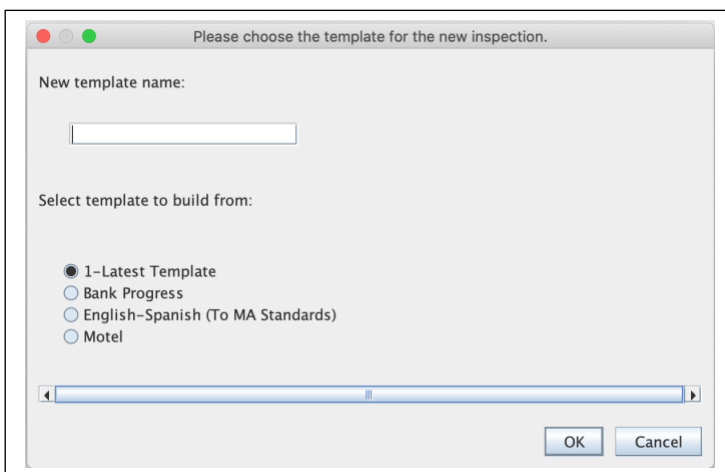 Please choose the template for the new inspection.
New template name:
Select template to build from:
1-Latest Template
Bank Progress
English-Spanish (To MA Standards)
Motel
OK
Cancel